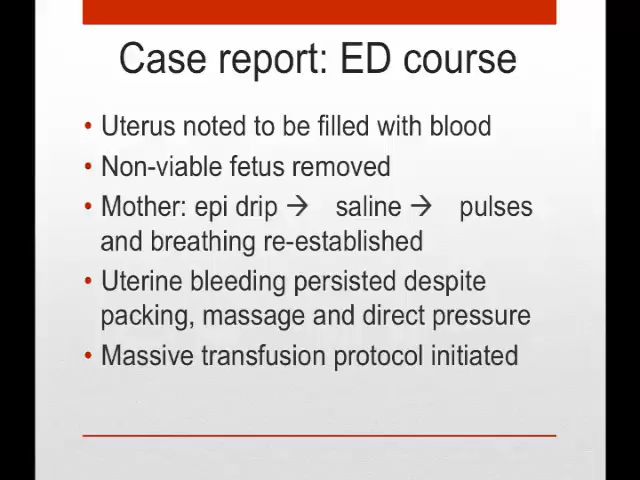 Case report: ED course
• Uterus noted to be filled with blood
• Non-viable fetus removed
• Mother: epi drip → saline → pulses
and breathing re-established
• Uterine bleeding persisted despite
packing, massage and direct pressure
• Massive transfusion protocol initiated